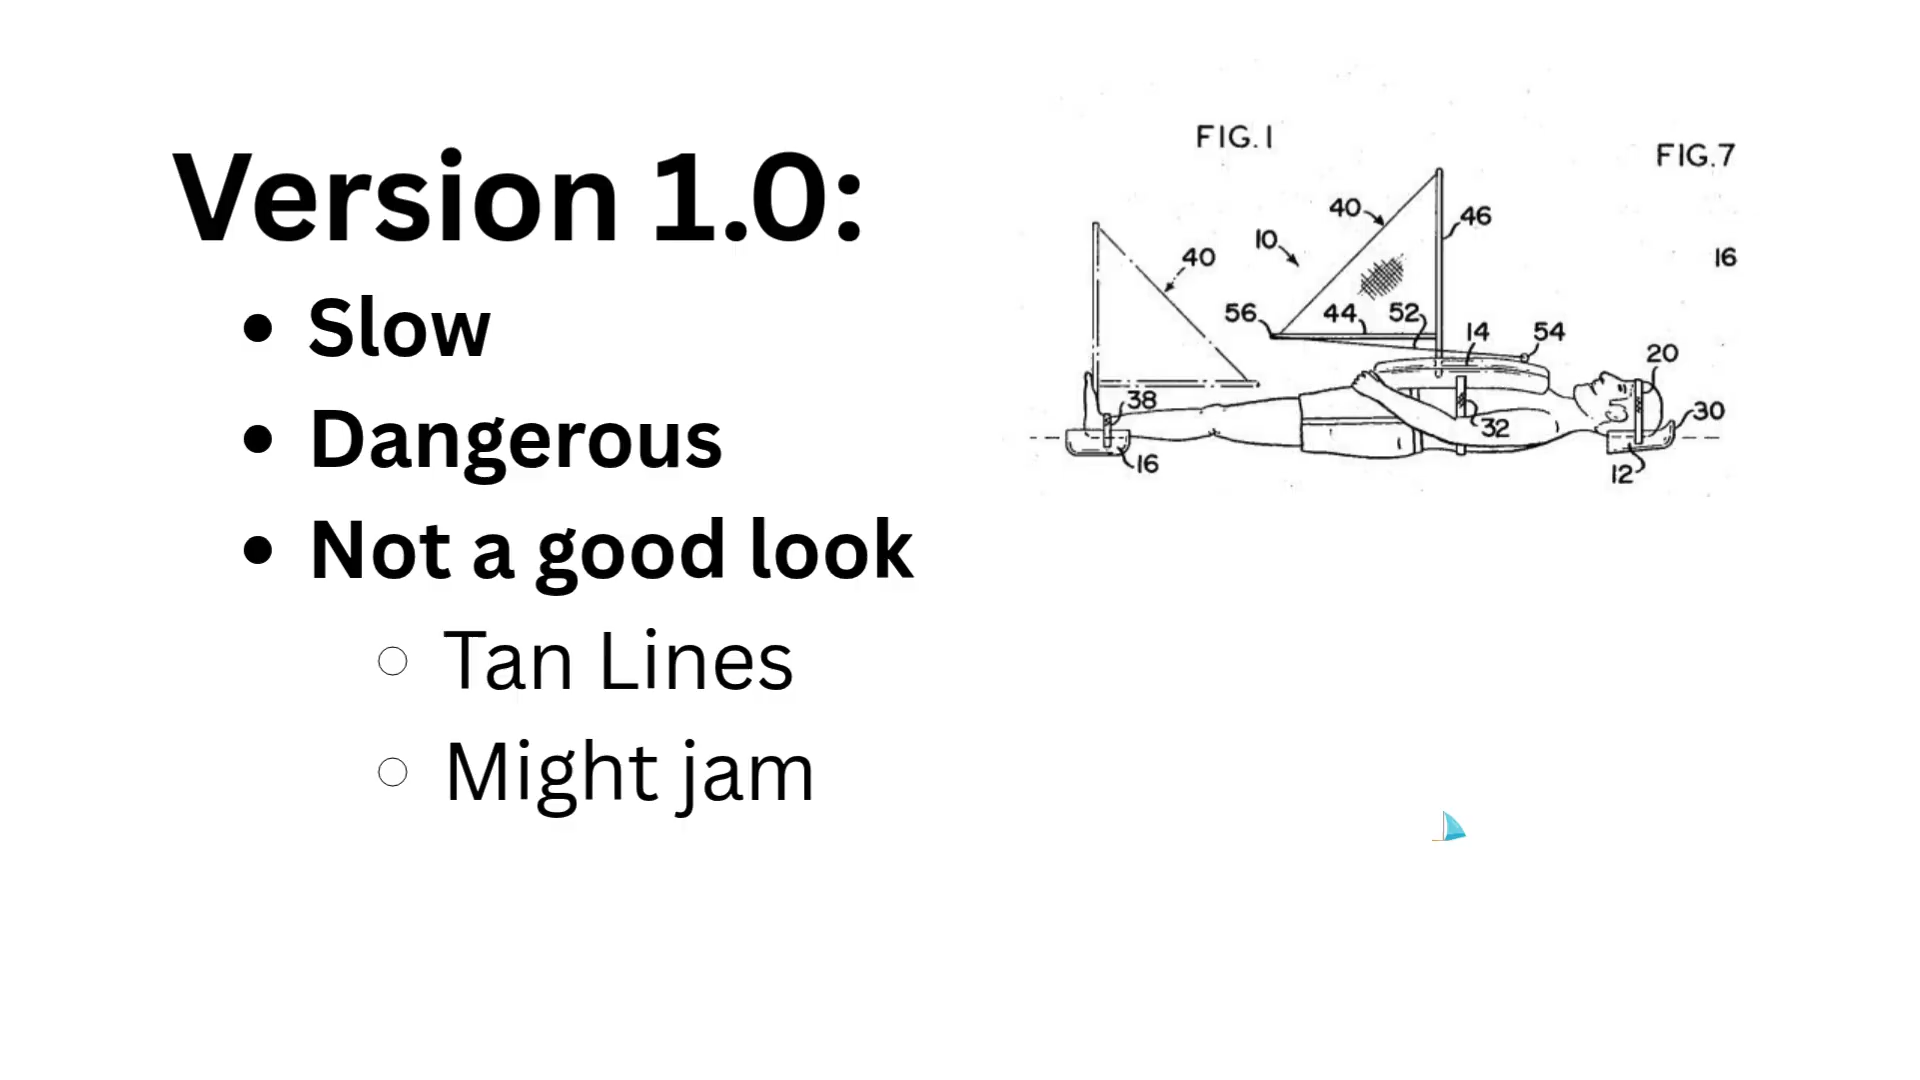 Version 1.0:
• Slow
• Dangerous
• Not a good look
○ Tan Lines
○ Might jam
FIG. 1
FIG. 7
40
46
10
40
16
56
44
52
14
54
20
38
32
30
16
12